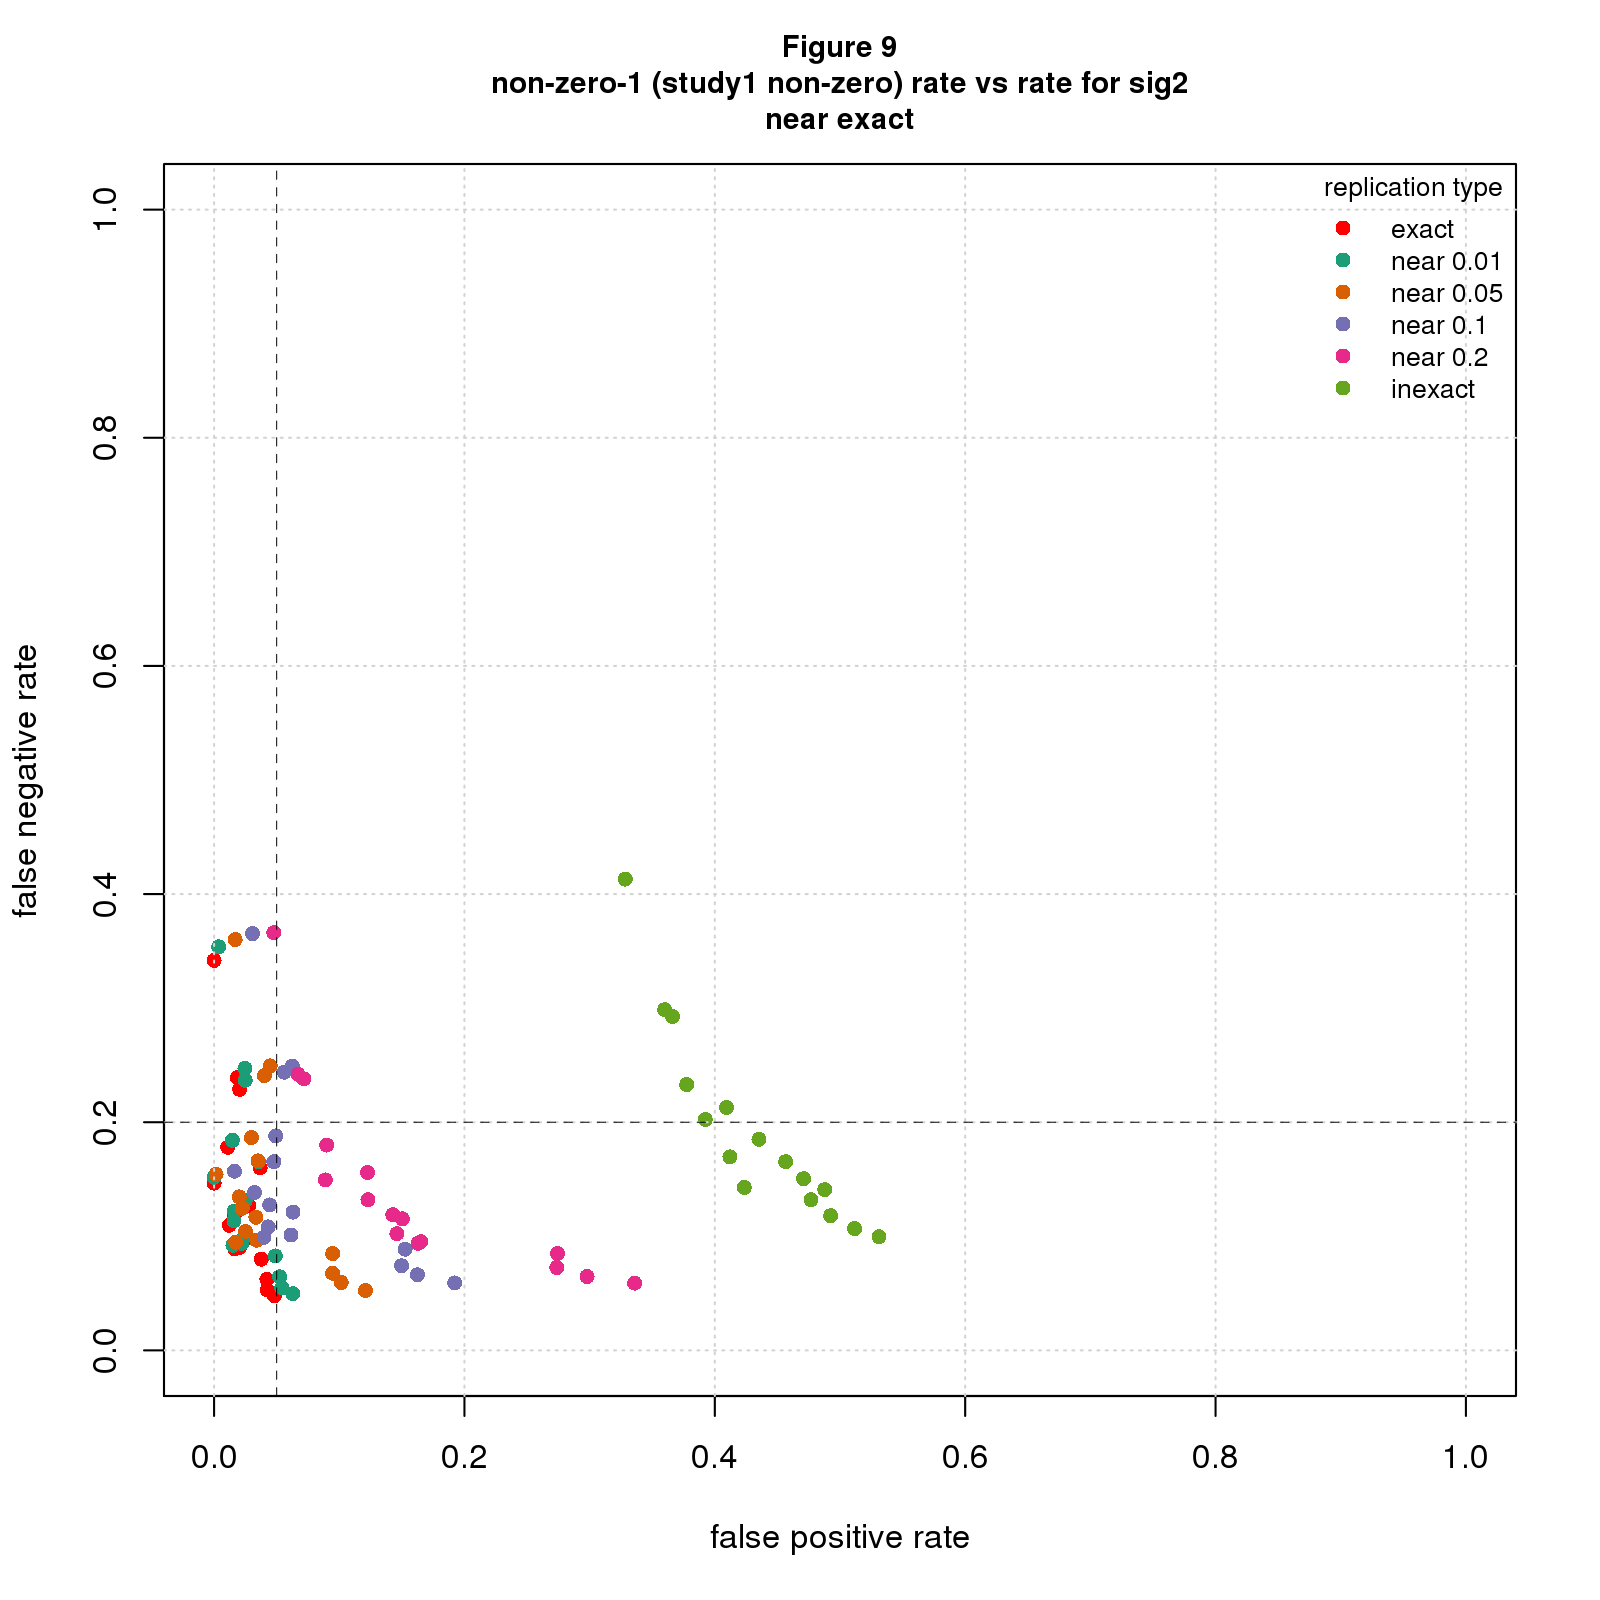 Figure 9
non-zero-1 (study1 non-zero) rate vs rate for sig2
near exact
replication type
exact
near 0.01
near 0.05
near 0.1
near 0.2
inexact
false negative rate
1.0
0.8
0.6
0.4
0.2
0.0
0.0 0.2 0.4 0.6 0.8 1.0
false positive rate